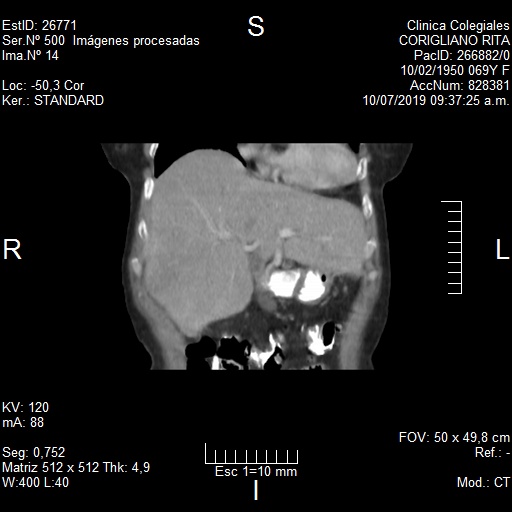 EstID: 26771
Ser.Nº 500 Imágenes procesadas
Ima.Nº 14
Loc: -50,3 Cor
Ker.: STANDARD
S
Clinica Colegiales
CORIGLIANO RITA
PacID: 266882/0
10/02/1950 069Y F
AccNum: 828381
10/07/2019 09:37:25 a.m.
R
L
KV: 120
mA: 88
Seg: 0,752
Matriz 512 x 512 Thk: 4,9
W:400 L:40
Esc 1=10 mm
I
FOV: 50 x 49,8 cm
Ref.: -
Mod.: CT